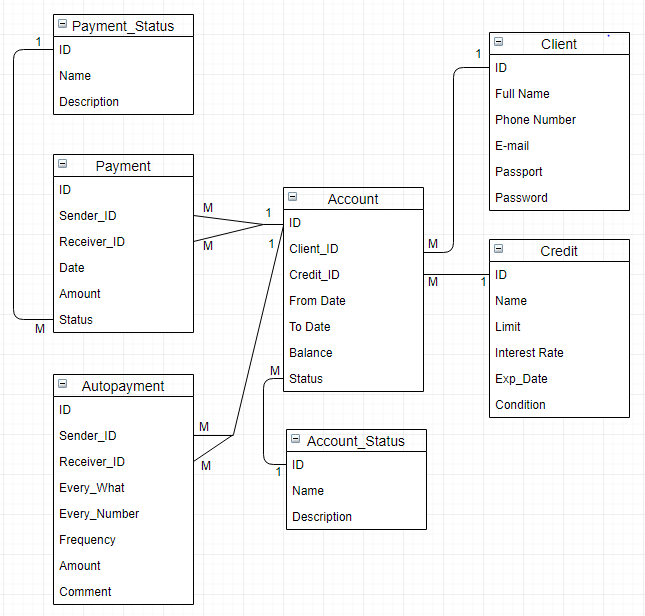 Payment_Status
1
ID
Name
Description
Payment
ID
Sender_ID
M
Receiver_ID
M
Date
Amount
Status
M
Autopayment
ID
Sender_ID
M
Receiver_ID
M
Every_What
Every_Number
Frequency
Amount
Comment
Account
1
ID
1
Client_ID
M
Credit_ID
M
From Date
To Date
Balance
M
Status
Account_Status
ID
1
Name
Description
Client
1
ID
Full Name
Phone Number
E-mail
Passport
Password
Credit
ID
1
Name
Limit
Interest Rate
Exp_Date
Condition